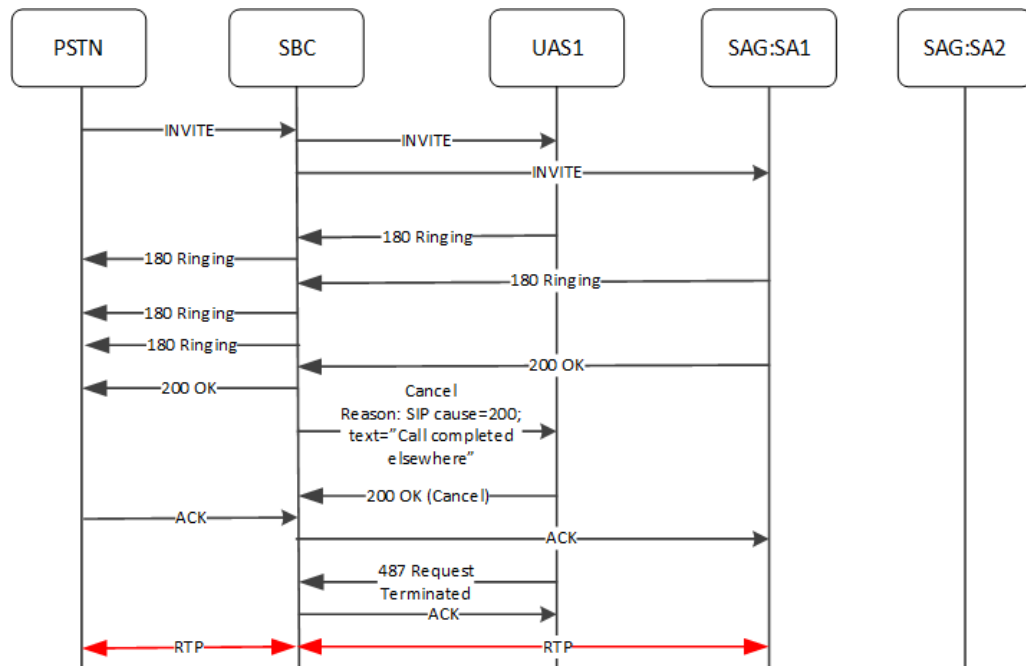 PSTN
SBC
UAS1
SAG:SA1
SAG:SA2
INVITE
INVITE
INVITE
180 Ringing
180 Ringing
180 Ringing
180 Ringing
180 Ringing
200 OK
200 OK
Cancel
Reason: SIP cause=200;
text=”Call completed
elsewhere”
200 OK (Cancel)
ACK
ACK
487 Request
Terminated
ACK
RTP
RTP